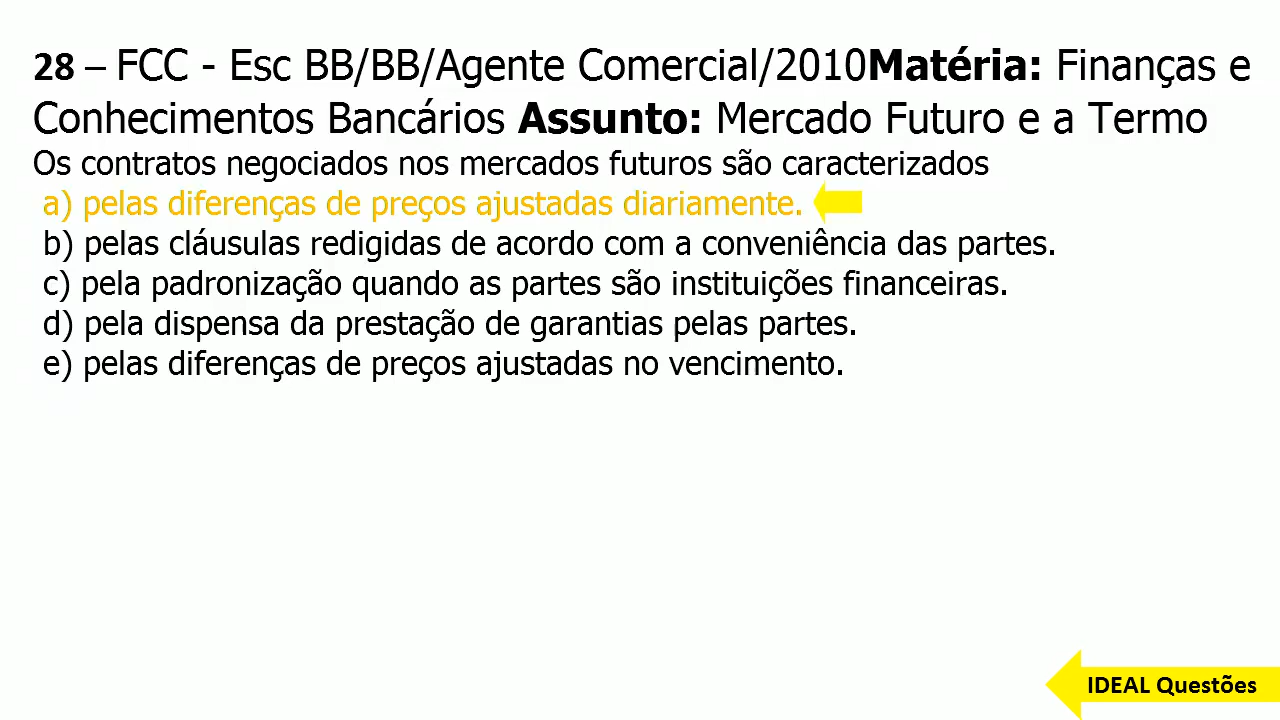 28 – FCC - Esc BB/BB/Agente Comercial/2010Matéria: Finanças e
Conhecimentos Bancários Assunto: Mercado Futuro e a Termo
Os contratos negociados nos mercados futuros são caracterizados
a) pelas diferenças de preços ajustadas diariamente.
b) pelas cláusulas redigidas de acordo com a conveniência das partes.
c) pela padronização quando as partes são instituições financeiras.
d) pela dispensa da prestação de garantias pelas partes.
e) pelas diferenças de preços ajustadas no vencimento.
IDEAL Questões